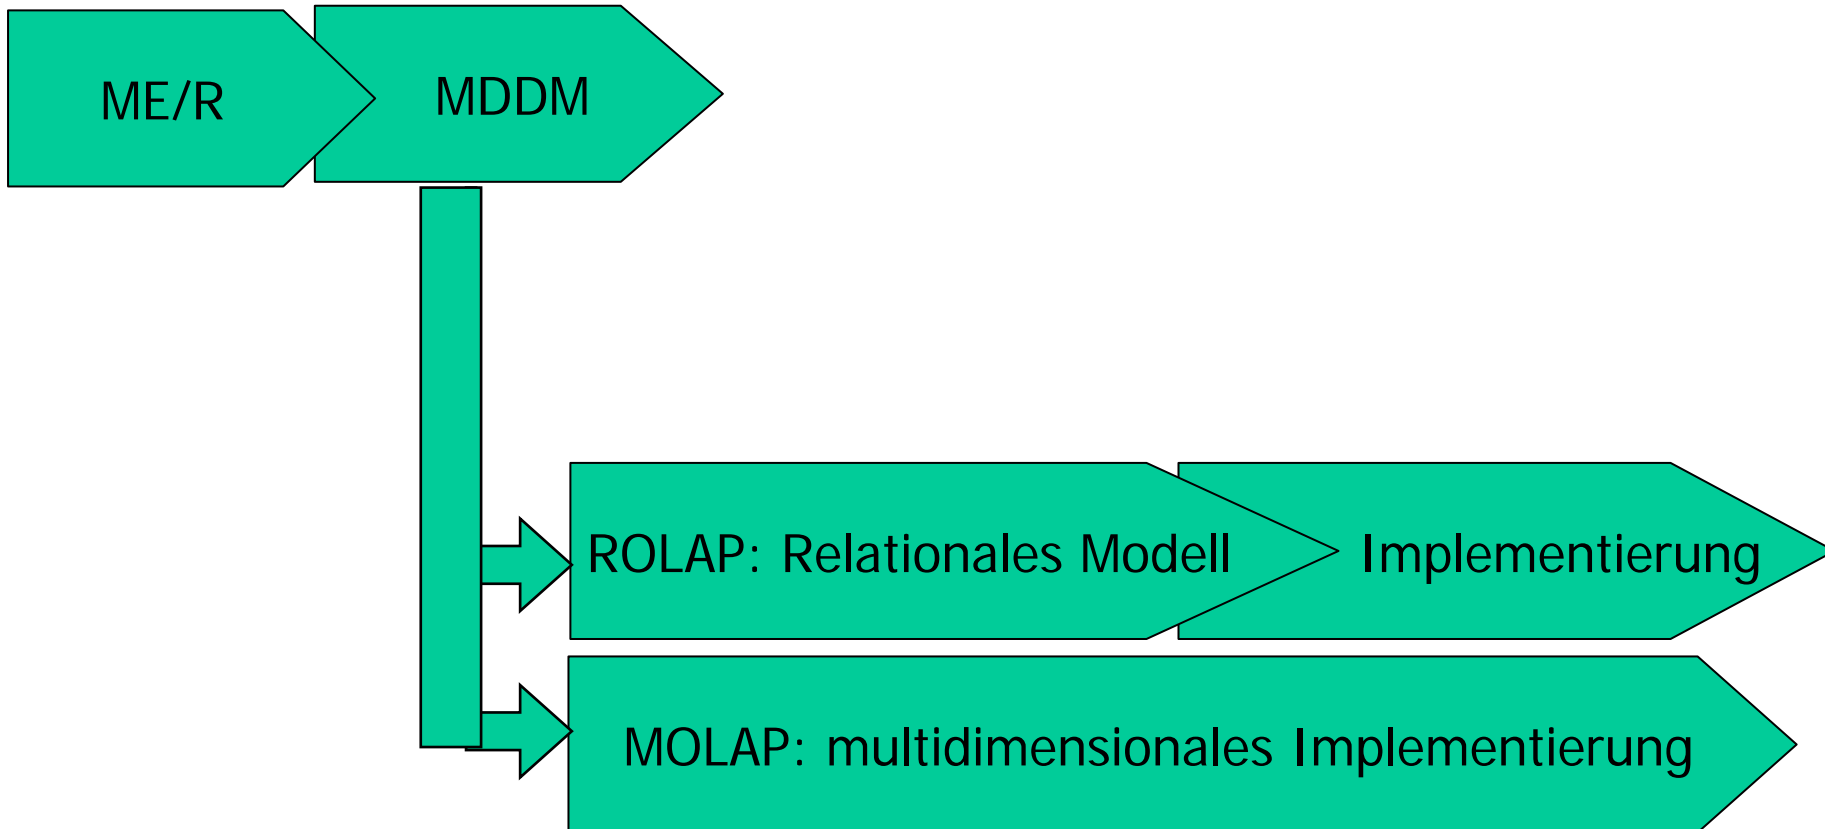 ME/R
MDDM
ROLAP: Relationales Modell
Implementierung
MOLAP: multidimensionales Implementierung